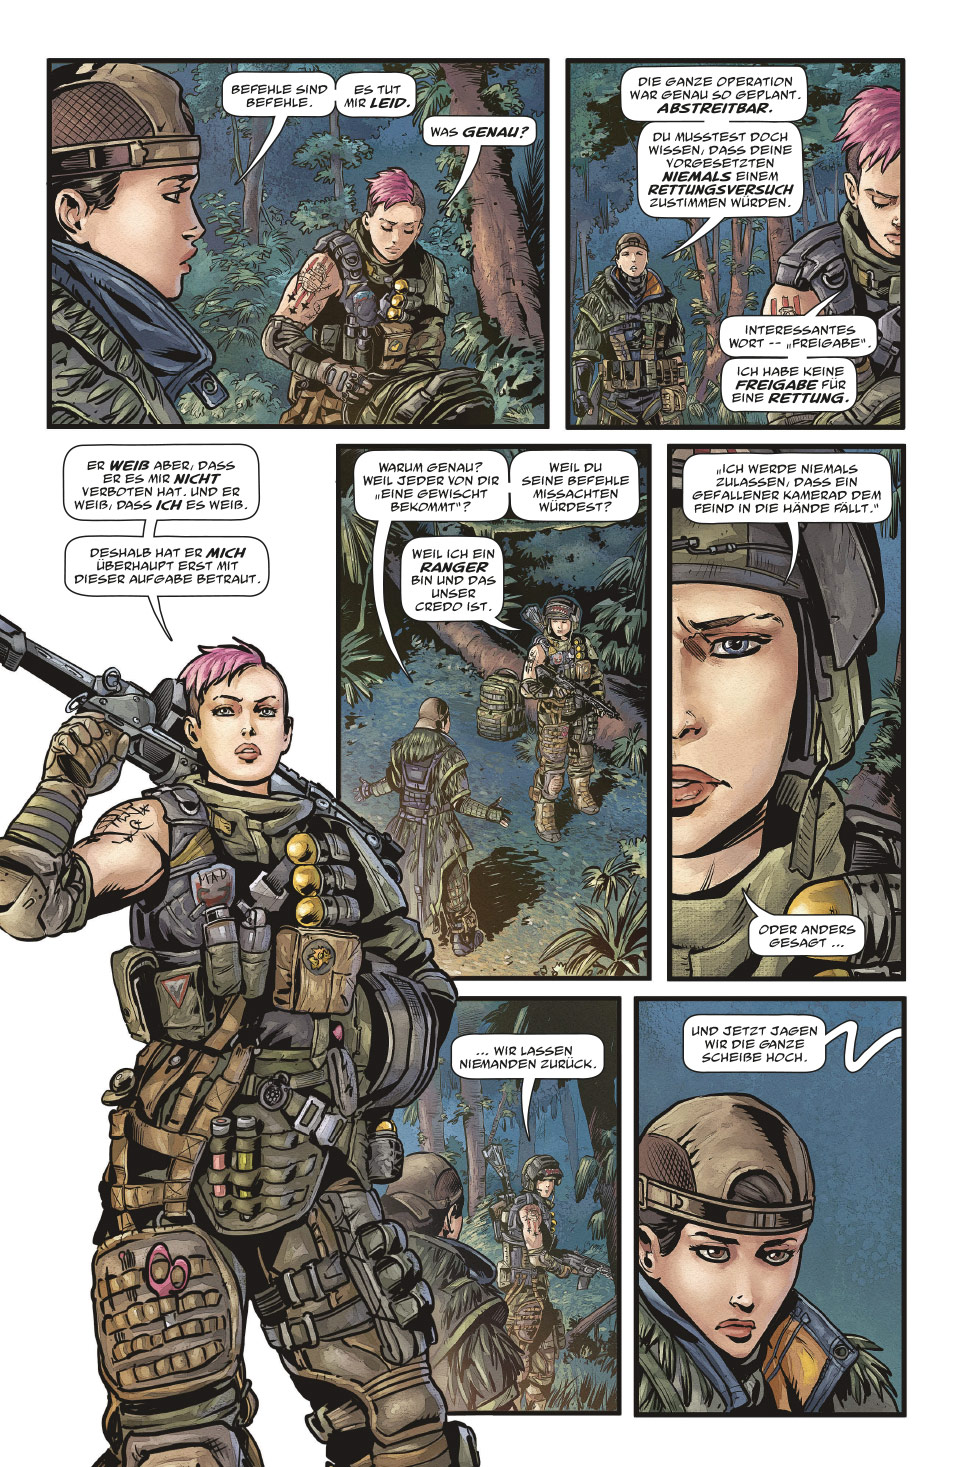 BEFEHLE SIND
BEFEHLE.
ES TUT
MIR LEID.
WAS GENAU?
DIE GANZE OPERATION
WAR GENAU SO GEPLANT.
ABSTREITBAR.
DU MUSSTEST DOCH
WISSEN, DASS DEINE
VORGESETZTEN
NIEMALS EINEM
RETTUNGSVERSUCH
ZUSTIMMEN WÜRDEN.
INTERESSANTES
WORT -- „FREIGABE“.
ICH HABE KEINE
FREIGABE FÜR
EINE RETTUNG.
ER WEIß ABER, DASS
ER ES MIR NICHT
VERBOTEN HAT. UND ER
WEIß, DASS ICH ES WEIß.
DESHALB HAT ER MICH
ÜBERHAUPT ERST MIT
DIESER AUFGABE BETRAUT.
MAD
WARUM GENAU?
WEIL JEDER VON DIR
„EINE GEWISCHT
BEKOMMT“?
WEIL DU
SEINE BEFEHLE
MISSACHTEN
WÜRDEST?
WEIL ICH EIN
RANGER
BIN UND DAS
UNSER
CREDO IST.
„ICH WERDE NIEMALS
ZULASSEN, DASS EIN
GEFALLENER KAMERAD DEM
FEIND IN DIE HÄNDE FÄLLT.“
ODER ANDERS
GESAGT ...
... WIR LASSEN
NIEMANDEN ZURÜCK.
UND JETZT JAGEN
WIR DIE GANZE
SCHEIßE HOCH.